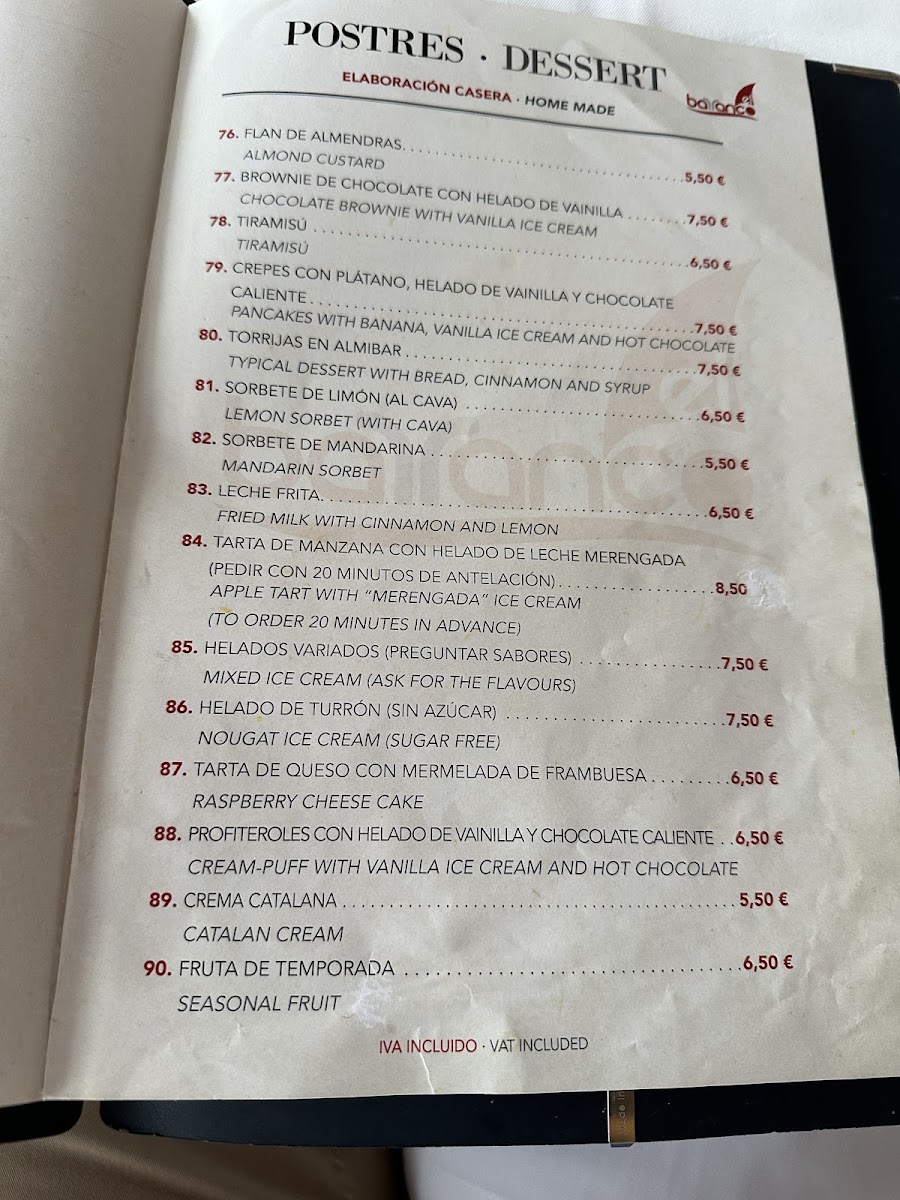 POSTRES · DESSERT
ELABORACIÓN CASERA · HOME MADE
el
barranco
76. FLAN DE ALMENDRAS. . . . . . . . . . . . . . . . . . . . . . . . . . . . . . . . . .5,50 €
ALMOND CUSTARD
77. BROWNIE DE CHOCOLATE CON HELADO DE VAINILLA . . . . . . . .7,50 €
CHOCOLATE BROWNIE WITH VANILLA ICE CREAM
78. TIRAMISÚ . . . . . . . . . . . . . . . . . . . . . . . . . . . . . . . . . . . . . . . . .6,50 €
TIRAMISÚ
79. CREPES CON PLÁTANO, HELADO DE VAINILLA Y CHOCOLATE
CALIENTE . . . . . . . . . . . . . . . . . . . . . . . . . . . . . . . . . . . . . . . . .7,50 €
PANCAKES WITH BANANA, VANILLA ICE CREAM AND HOT CHOCOLATE
80. TORRIJAS EN ALMIBAR . . . . . . . . . . . . . . . . . . . . . . . . . . . . . . .7,50 €
TYPICAL DESSERT WITH BREAD, CINNAMON AND SYRUP
81. SORBETE DE LIMÓN (AL CAVA) . . . . . . . . . . . . . . . . . . . . . . . . .6,50 €
LEMON SORBET (WITH CAVA)
82. SORBETE DE MANDARINA . . . . . . . . . . . . . . . . . . . . . . . . . . . . .5,50 €
MANDARIN SORBET
83. LECHE FRITA. . . . . . . . . . . . . . . . . . . . . . . . . . . . . . . . . . . . . . . .6,50 €
FRIED MILK WITH CINNAMON AND LEMON
84. TARTA DE MANZANA CON HELADO DE LECHE MERENGADA
(PEDIR CON 20 MINUTOS DE ANTELACIÓN). . . . . . . . . . . . . . . . .8,50
APPLE TART WITH “MERENGADA” ICE CREAM
(TO ORDER 20 MINUTES IN ADVANCE)
85. HELADOS VARIADOS (PREGUNTAR SABORES) . . . . . . . . . . . . . . .7,50 €
MIXED ICE CREAM (ASK FOR THE FLAVOURS)
86. HELADO DE TURRÓN (SIN AZÚCAR) . . . . . . . . . . . . . . . . . . . . . . .7,50 €
NOUGAT ICE CREAM (SUGAR FREE)
87. TARTA DE QUESO CON MERMELADA DE FRAMBUESA . . . . . . . . .6,50 €
RASPBERRY CHEESE CAKE
88. PROFITEROLES CON HELADO DE VAINILLA Y CHOCOLATE CALIENTE . .6,50 €
CREAM-PUFF WITH VANILLA ICE CREAM AND HOT CHOCOLATE
89. CREMA CATALANA . . . . . . . . . . . . . . . . . . . . . . . . . . . . . . . . . . . . 5,50 €
CATALAN CREAM
90. FRUTA DE TEMPORADA . . . . . . . . . . . . . . . . . . . . . . . . . . . . . . .6,50 €
SEASONAL FRUIT
IVA INCLUIDO · VAT INCLUDED